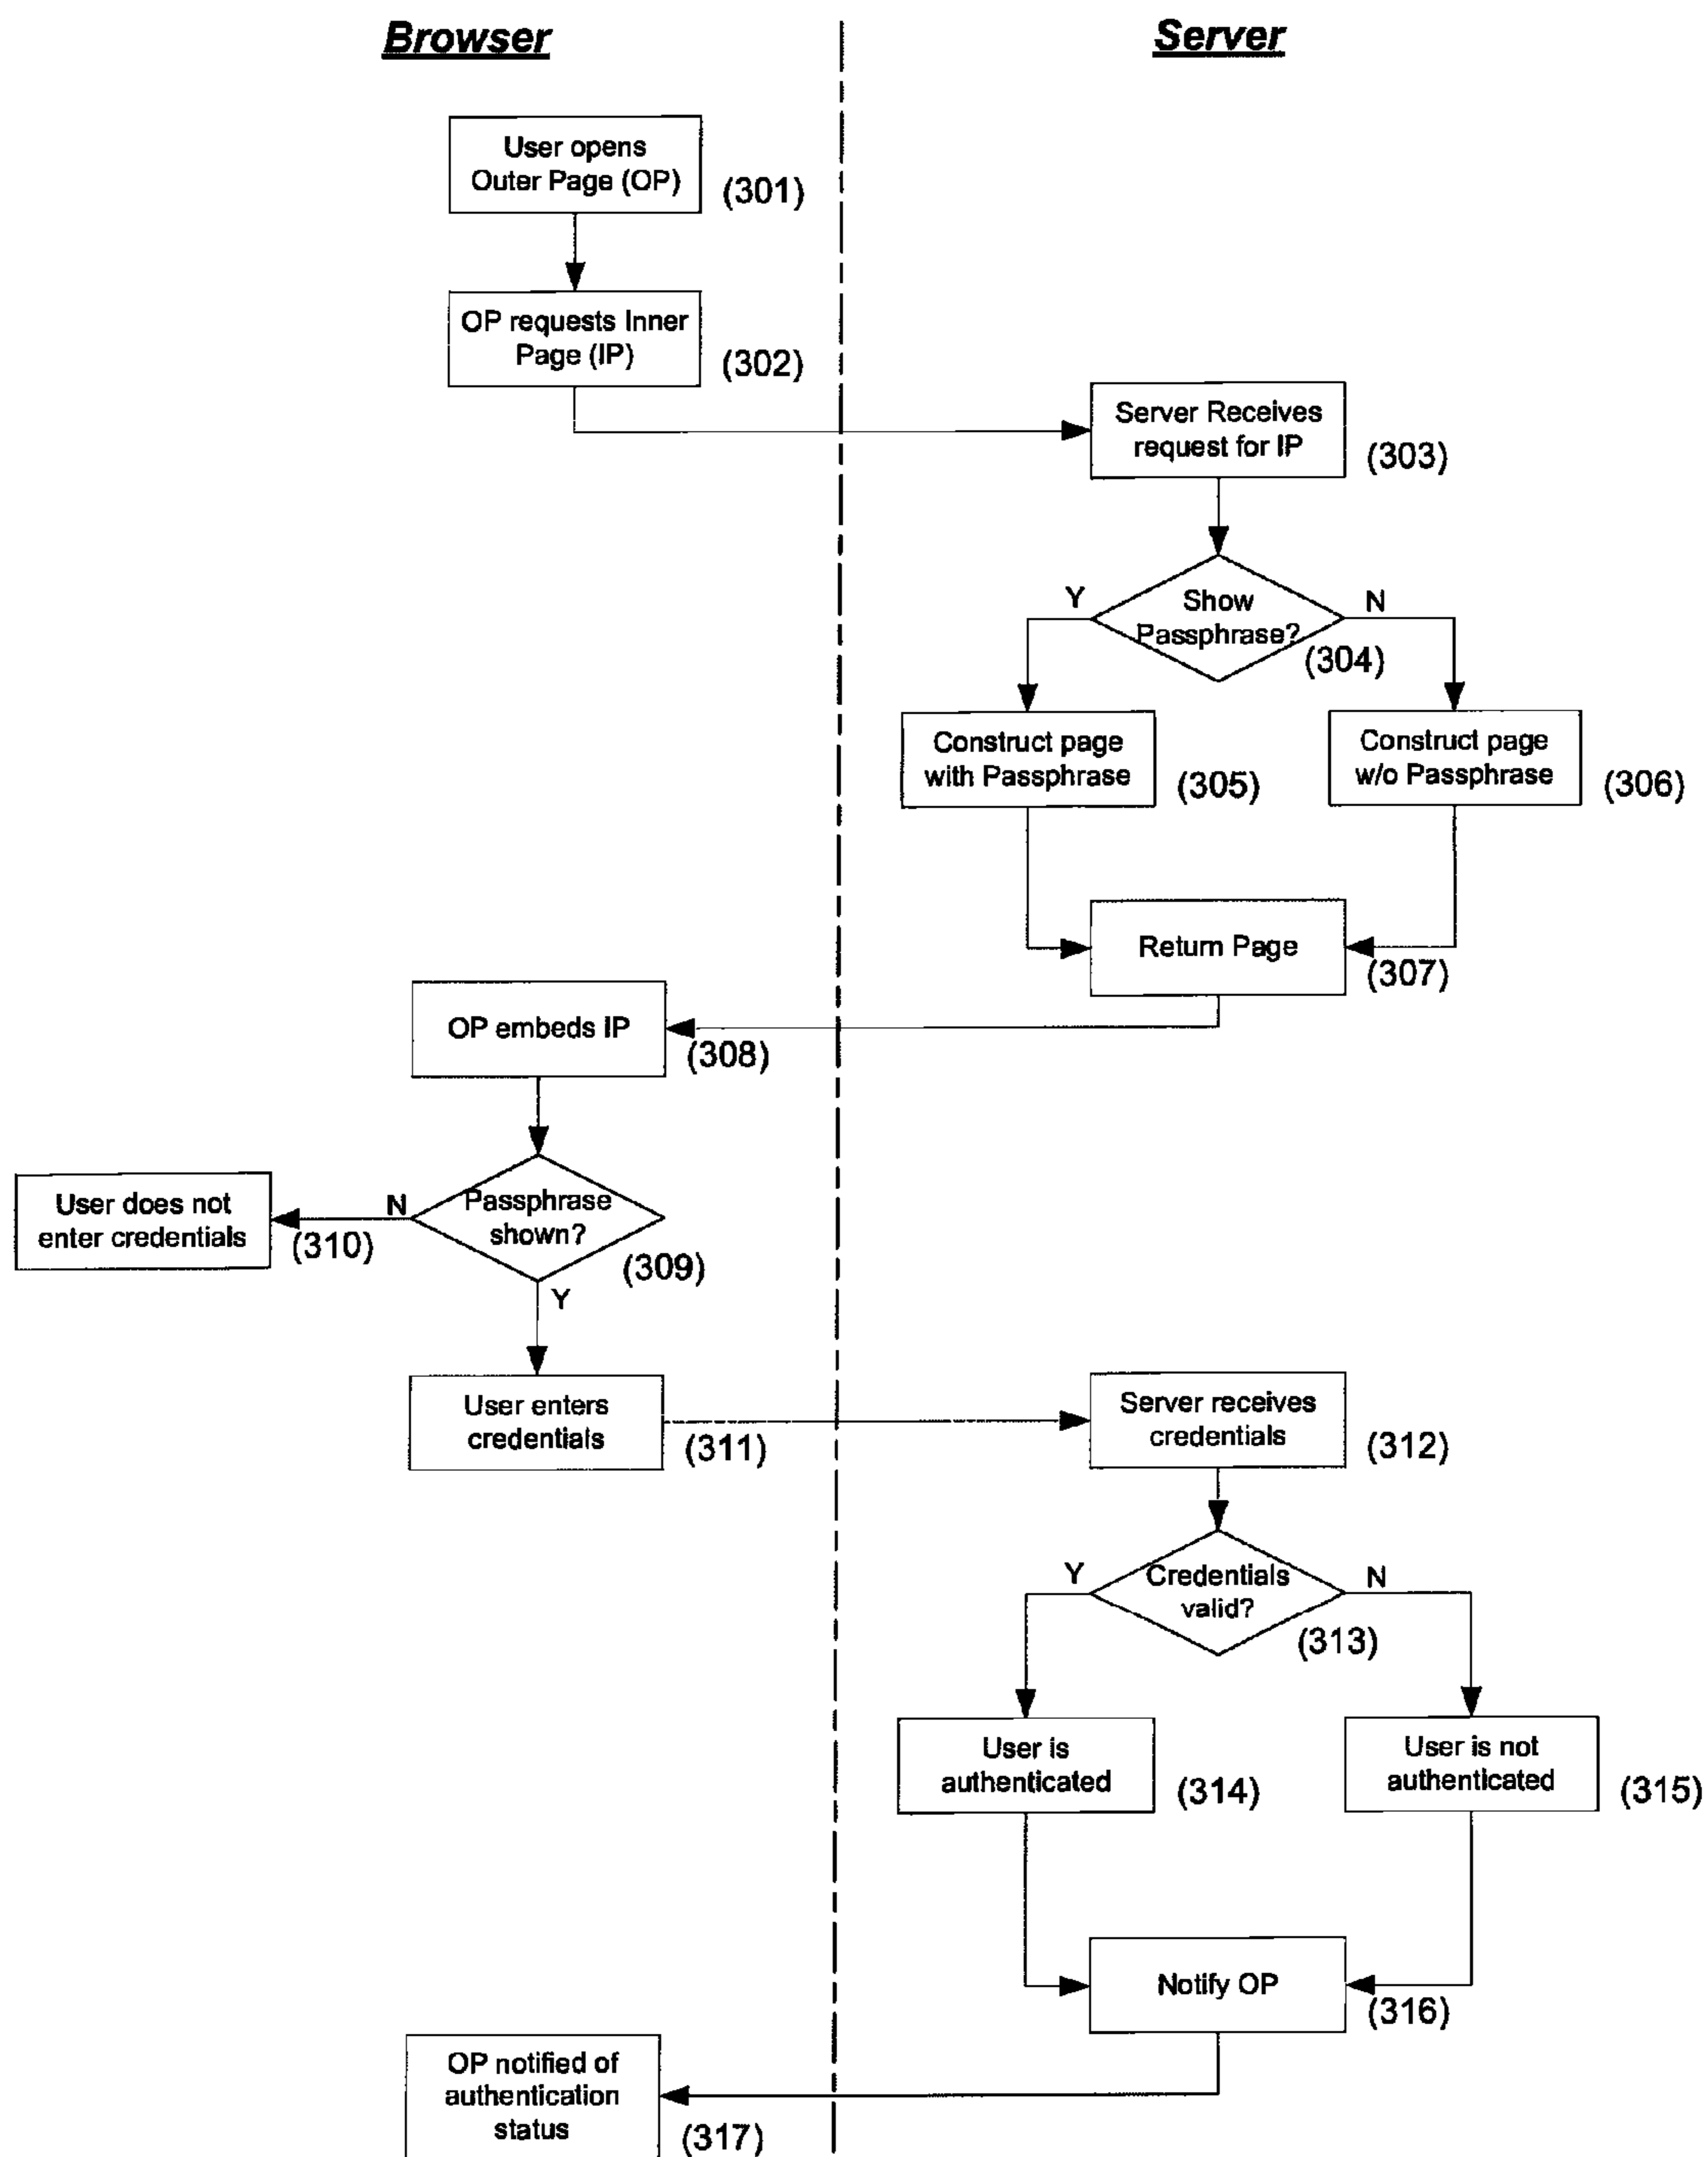 Browser
Server
User opens
Outer Page (OP)
(301)
OP requests Inner
Page (IP)
(302)
Server Receives
request for IP
(303)
Y
Show
Passphrase?
N
(304)
Construct page
with Passphrase
(305)
Construct page
w/o Passphrase
(306)
Return Page
(307)
OP embeds IP
(308)
User does not
enter credentials
(310)
N
Passphrase
shown?
(309)
Y
User enters
credentials
(311)
Server receives
credentials
(312)
Y
Credentials
valid?
N
(313)
User is
authenticated
(314)
User is not
authenticated
(315)
Notify OP
(316)
OP notified of
authentication
status
(317)